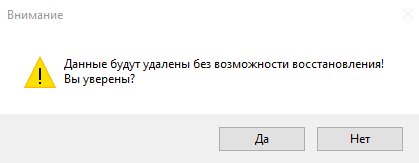 Внимание
Данные будут удалены без возможности восстановления!
Вы уверены?
Да Нет